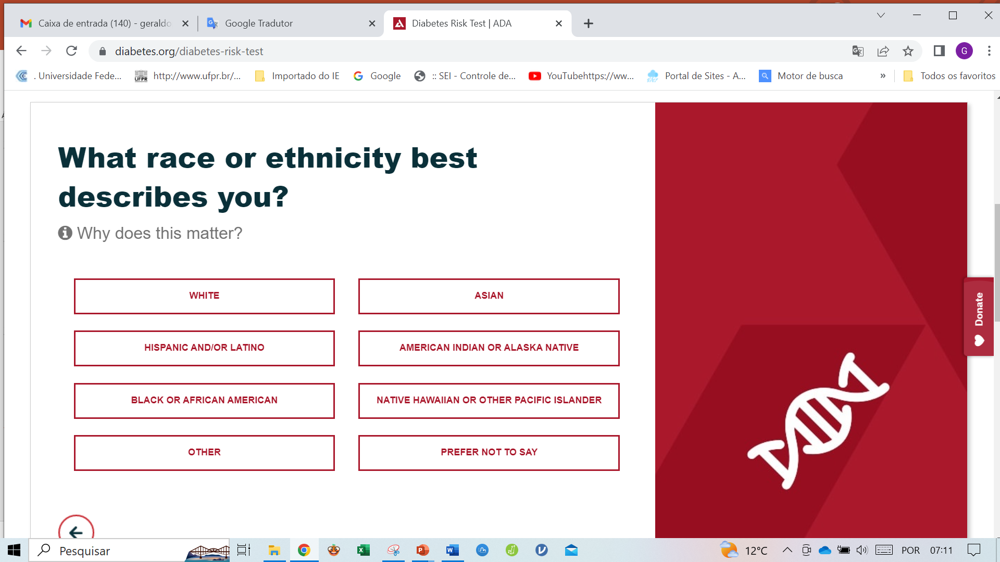 Caixa de entrada (140) - geraldo
Google Tradutor
Diabetes Risk Test | ADA
diabetes.org/diabetes-risk-test
G
. Universidade Fede...
UFPR
http://www.ufpr.br/...
Importado do IE
Google
:: SEI - Controle de...
YouTubehttps://ww...
Portal de Sites - A...
Motor de busca
»
Todos os favoritos
What race or ethnicity best
describes you?
Why does this matter?
WHITE
ASIAN
HISPANIC AND/OR LATINO
AMERICAN INDIAN OR ALASKA NATIVE
BLACK OR AFRICAN AMERICAN
NATIVE HAWAIIAN OR OTHER PACIFIC ISLANDER
OTHER
PREFER NOT TO SAY
Donate
Pesquisar
12°C
POR
07:11